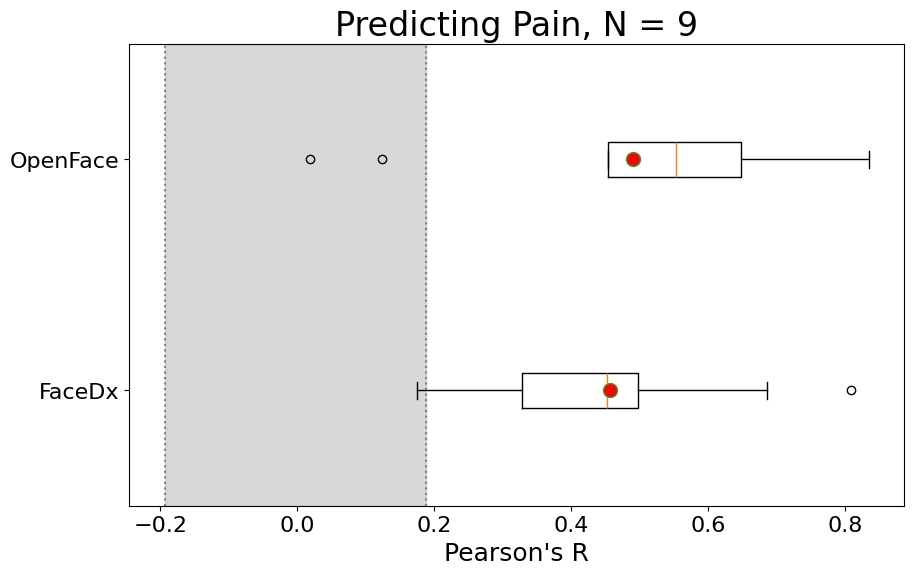 Predicting Pain, N = 9
OpenFace
FaceDx
−0.2 0.0 0.2 0.4 0.6 0.8
Pearson's R